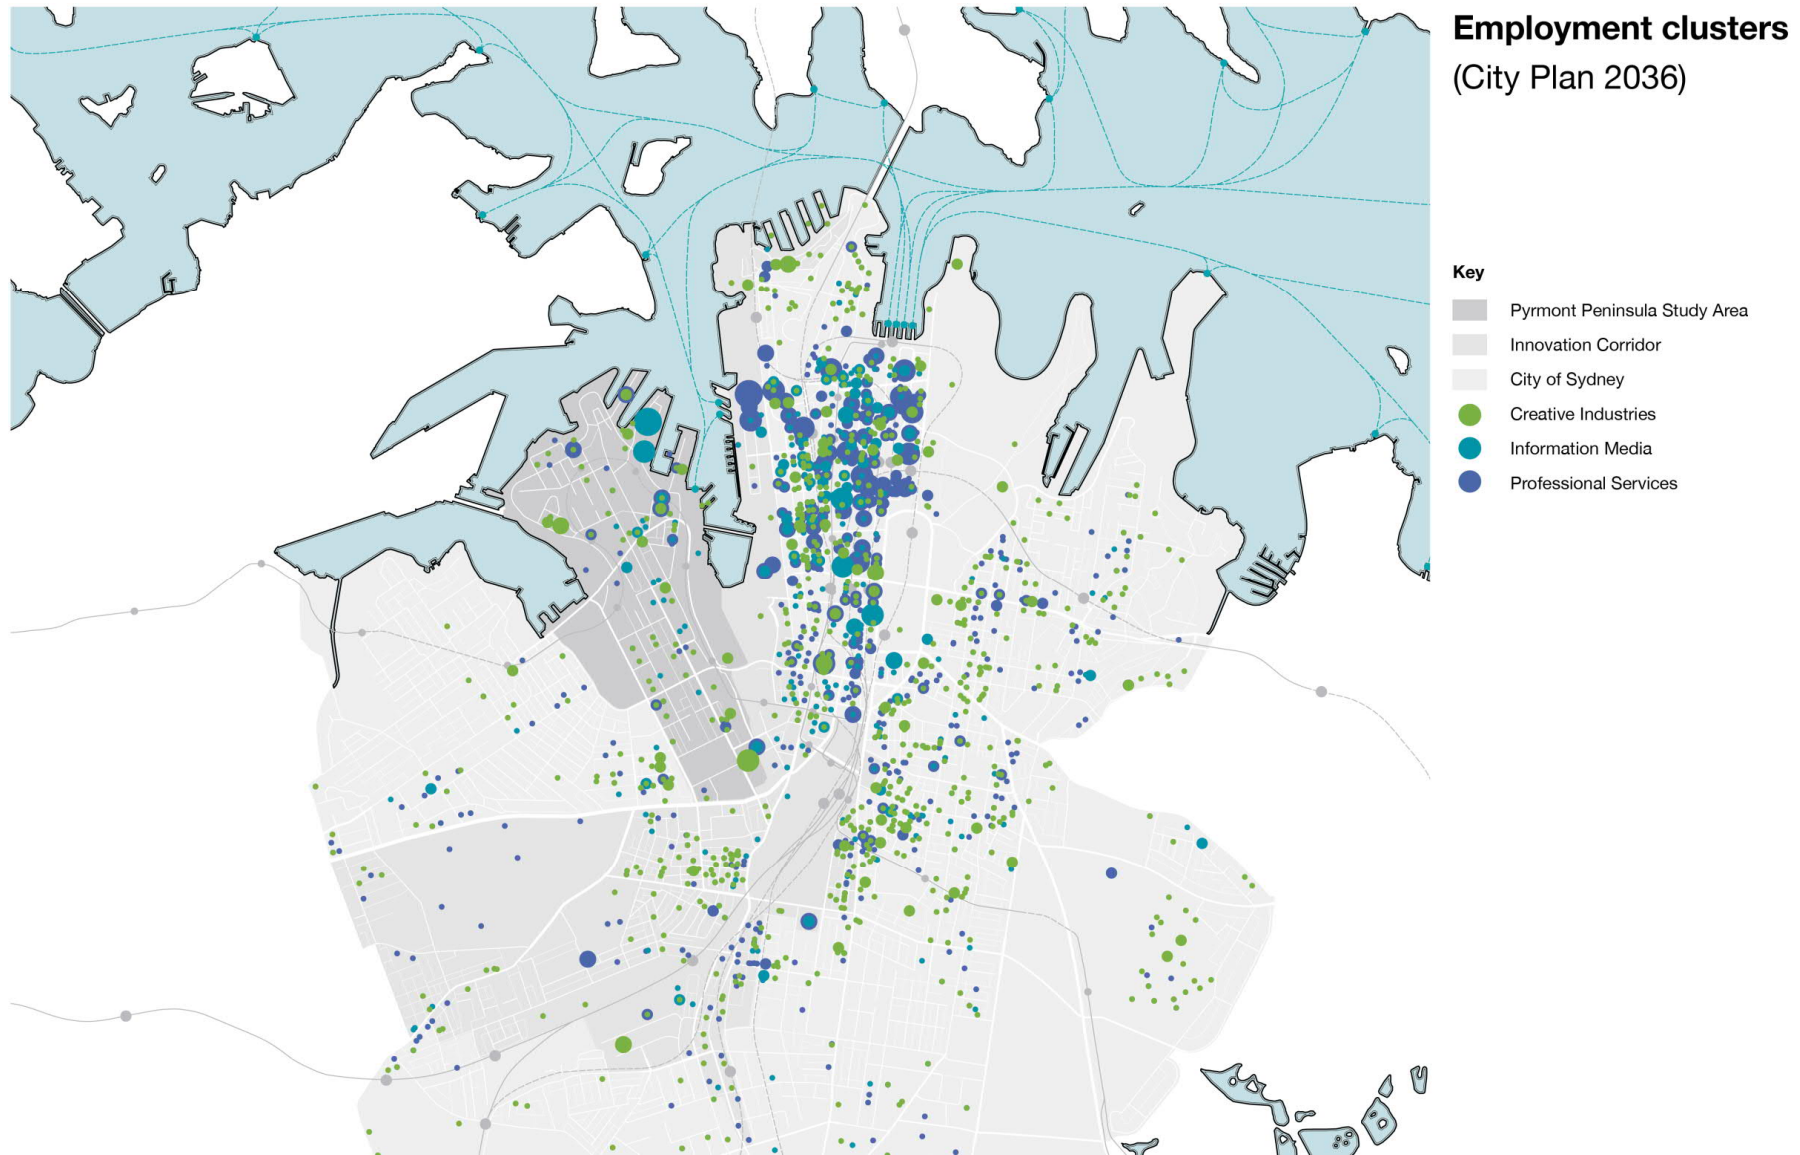 Employment clusters
(City Plan 2036)
Key
Pyrmont Peninsula Study Area
Innovation Corridor
City of Sydney
Creative Industries
Information Media
Professional Services